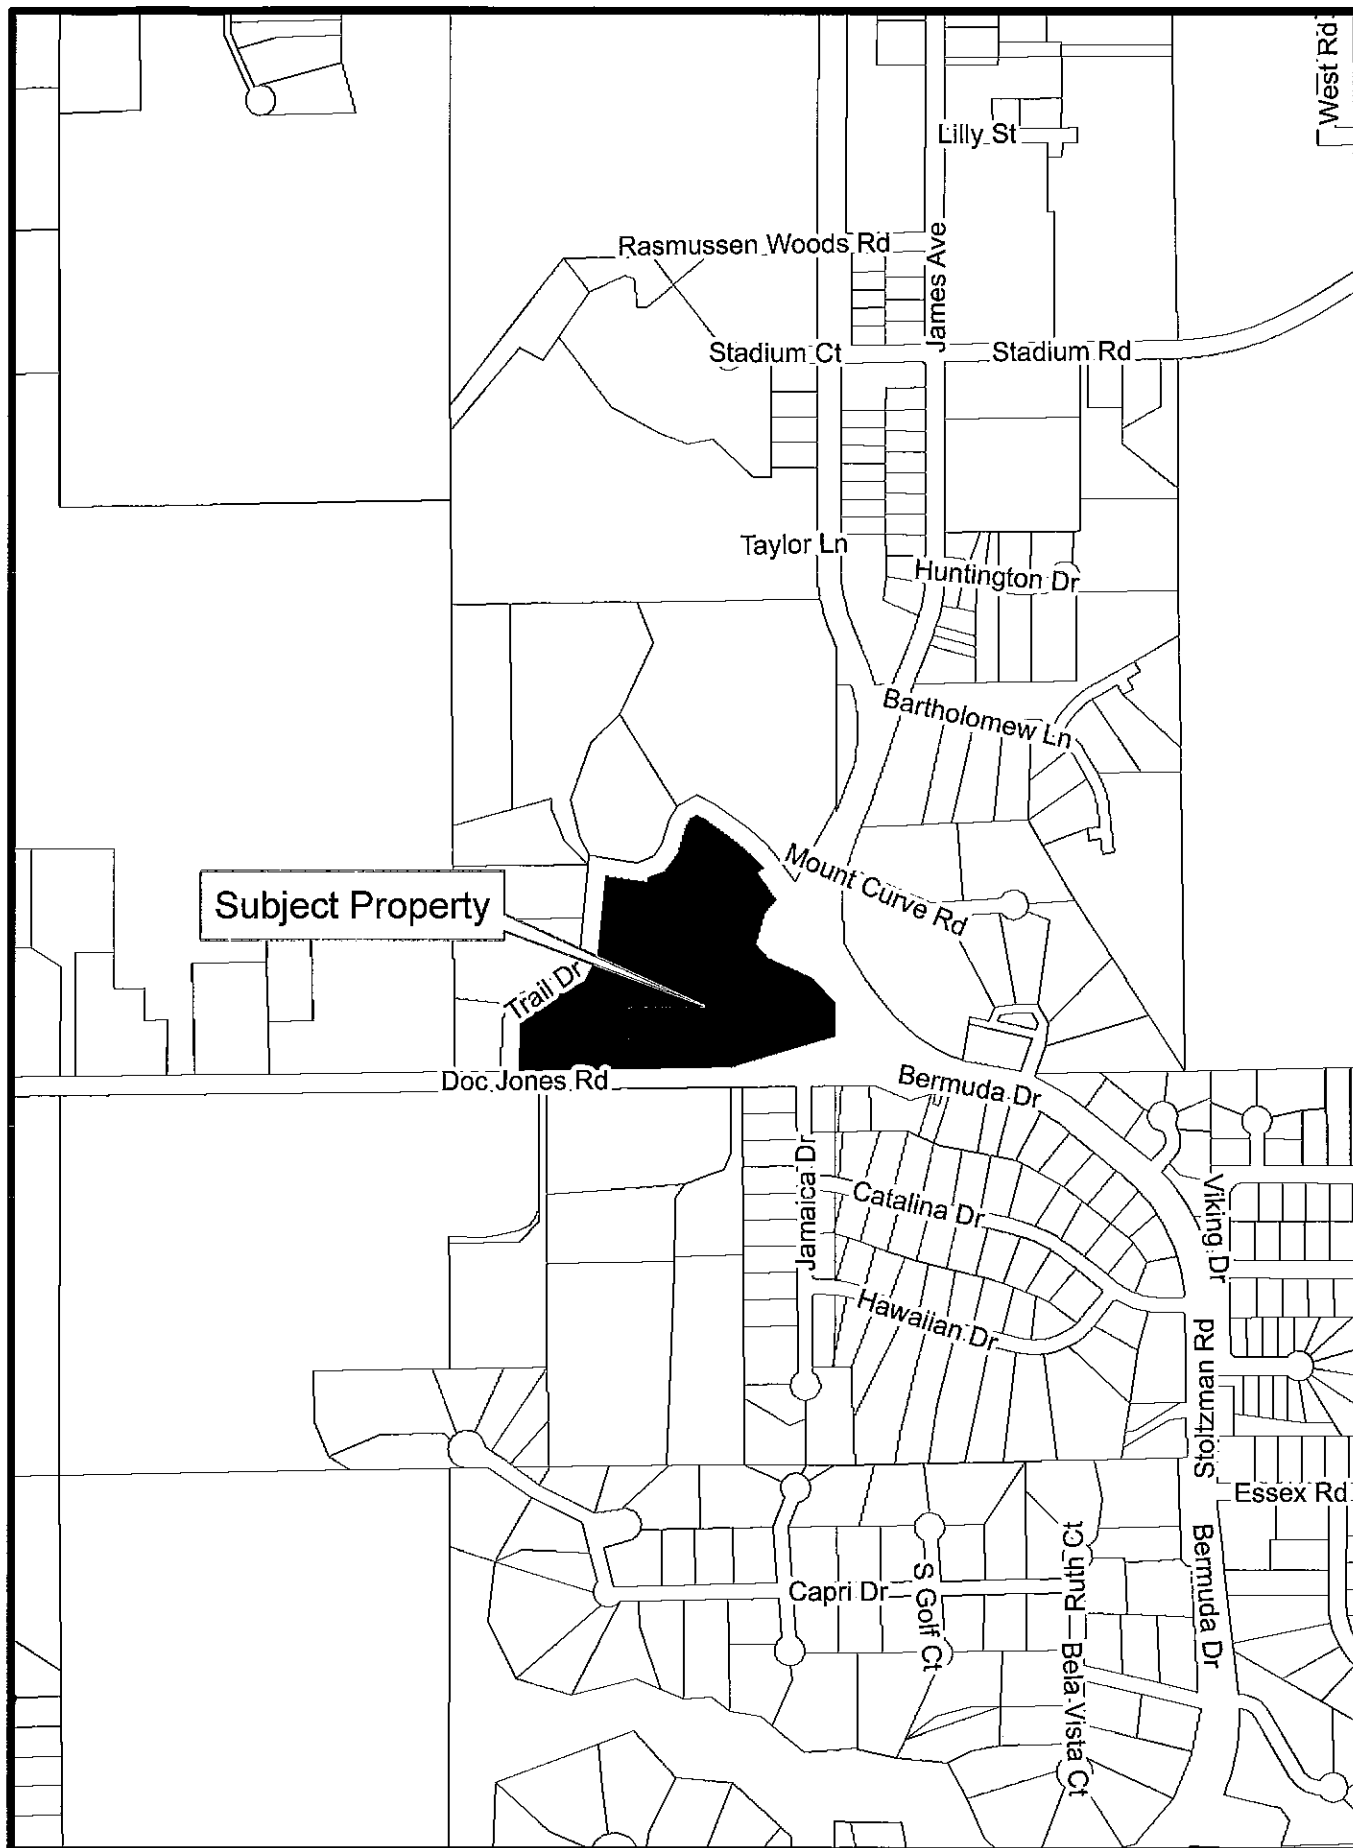 West Rd
Lilly St
Rasmussen Woods Rd
James Ave
Stadium Ct
Stadium Rd
Taylor Ln
Huntington Dr
Bartholomew Ln
Mount Curve Rd
Subject Property
Trail Dr
Doc Jones Rd
Bermuda Dr
Jamaica Dr
Catalina Dr
Viking Dr
Hawaiian Dr
Stoltzman Rd
Essex Rd
Ruth Ct
Bermuda Dr
Capri Dr
S Golf Ct
Bela Vista Ct